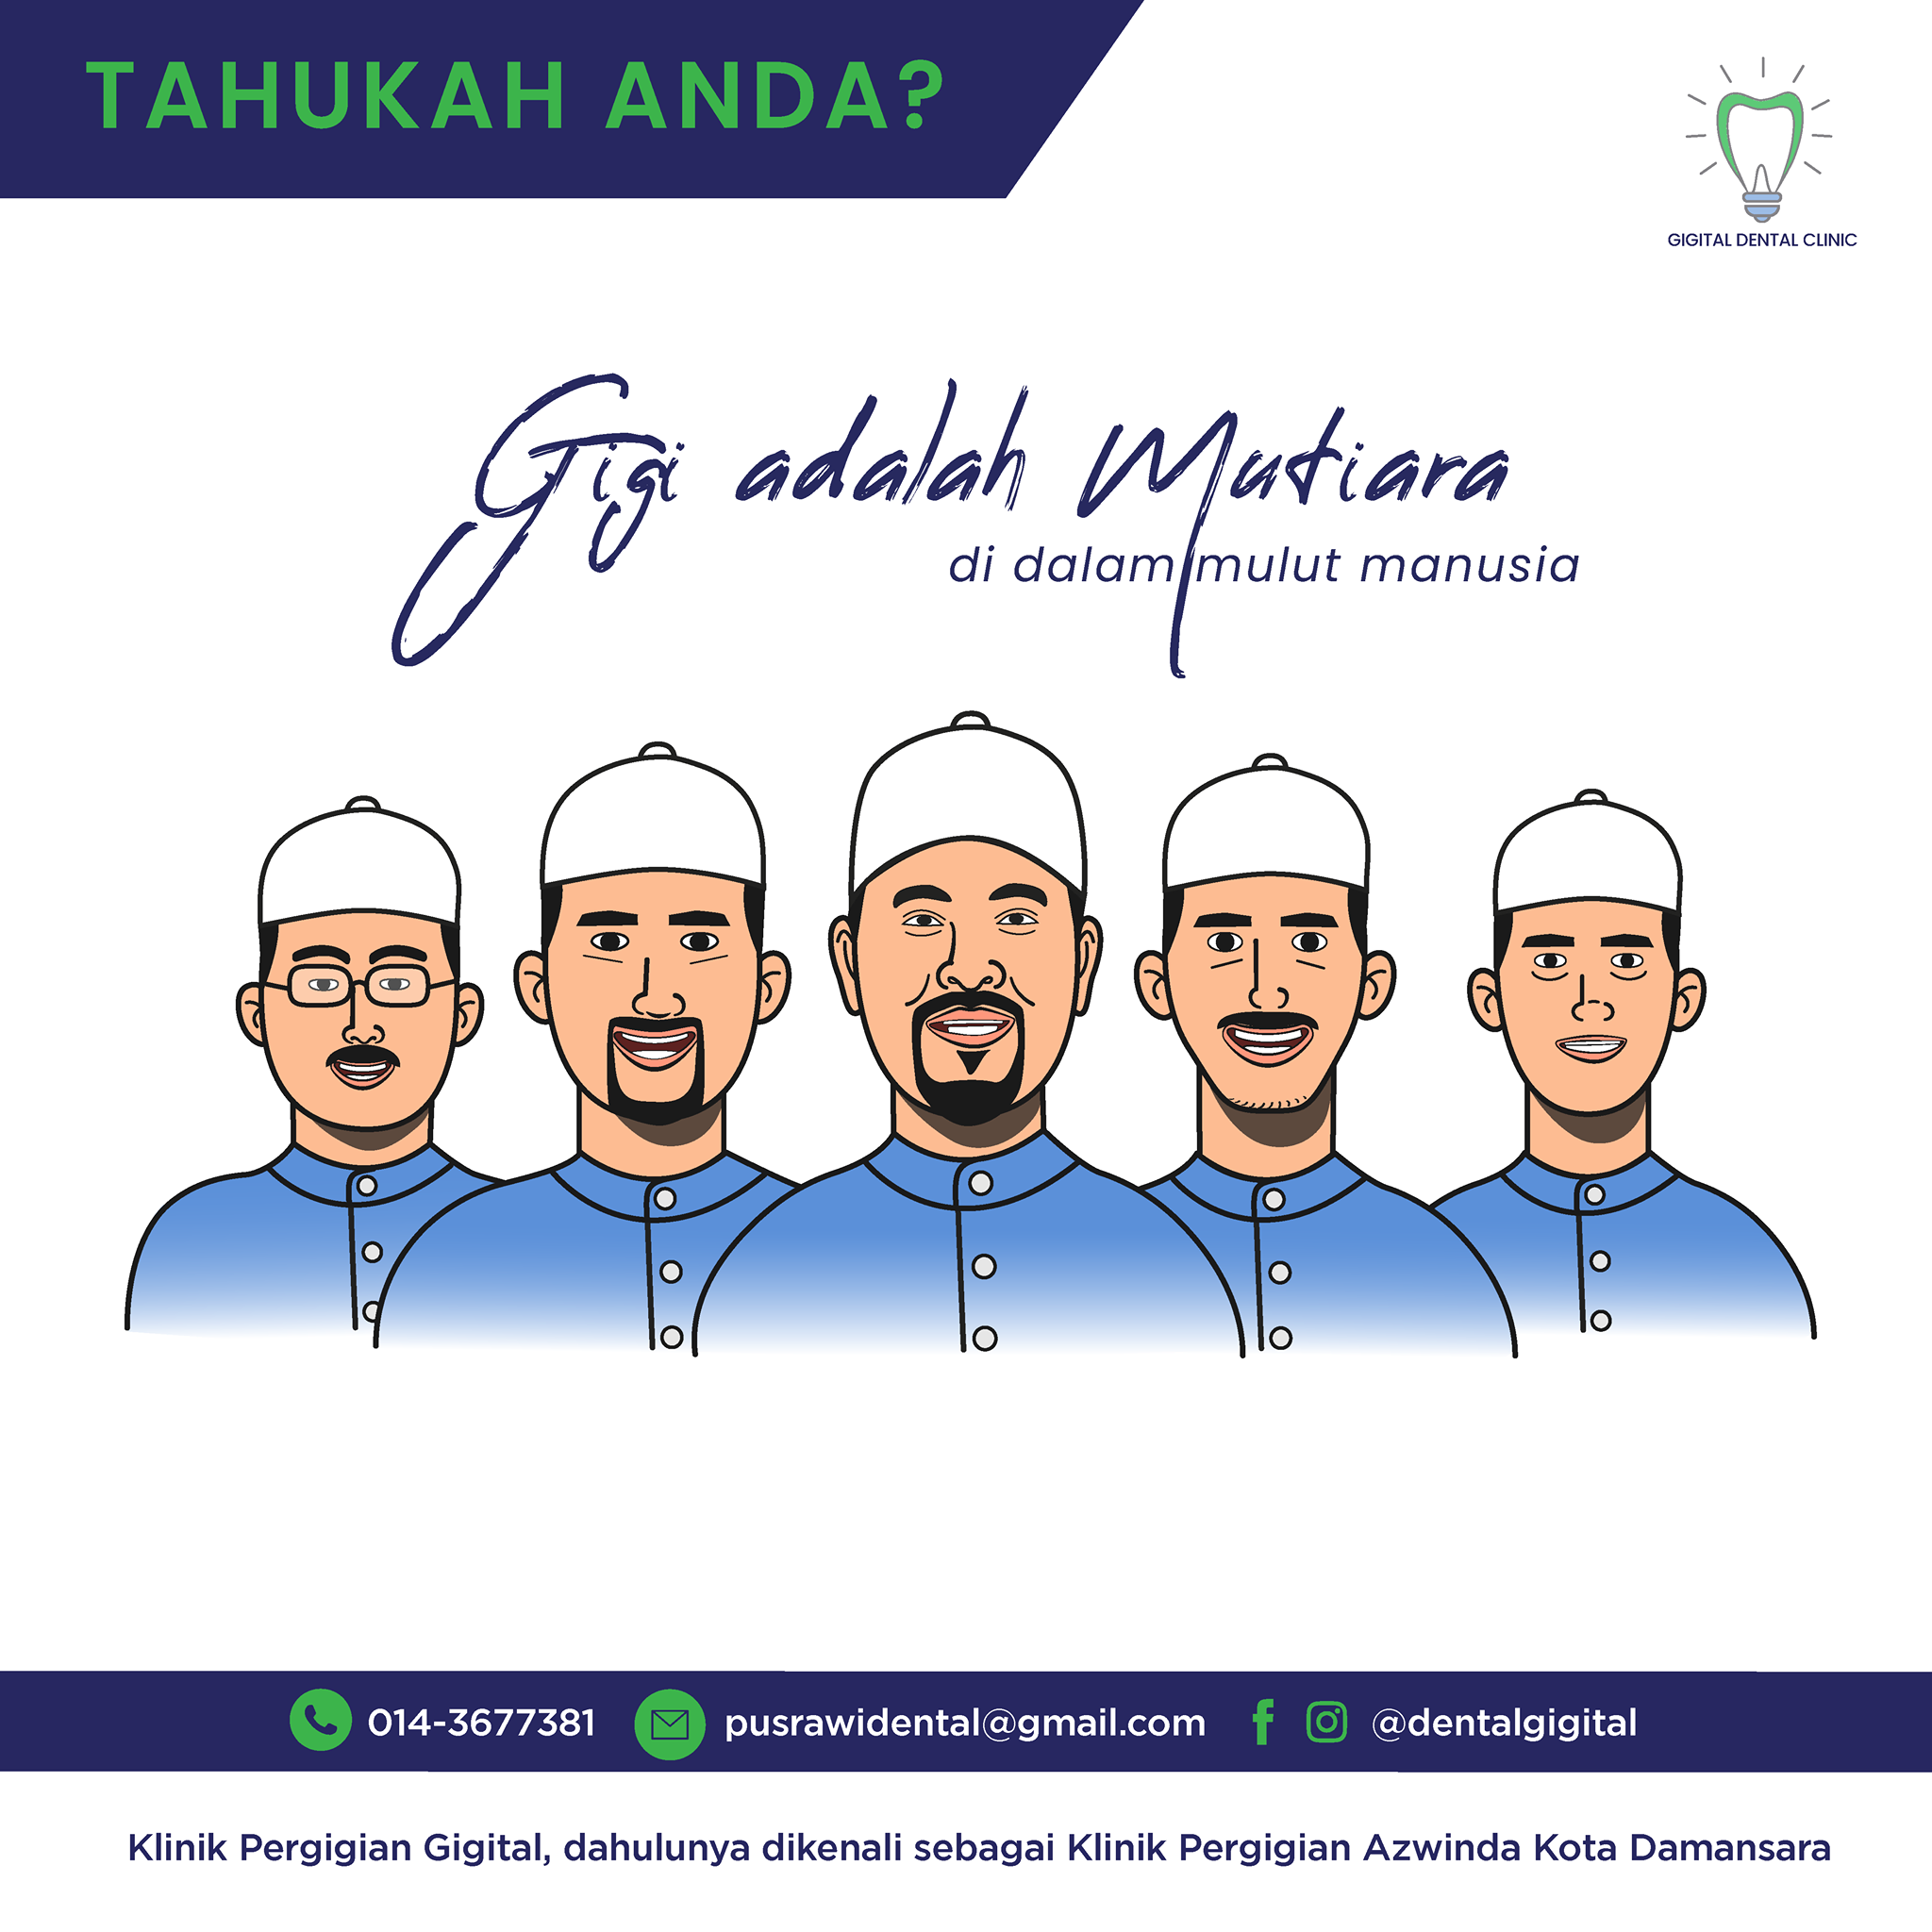 TAHUKAH ANDA?
GIGITAL DENTAL CLINIC
Gigi adalah Mutiara
di dalam mulut manusia
014-3677381 pusrawidental@gmail.com @dentalgigital
Klinik Pergigian Gigital, dahulunya dikenali sebagai Klinik Pergigian Azwinda Kota Damansara